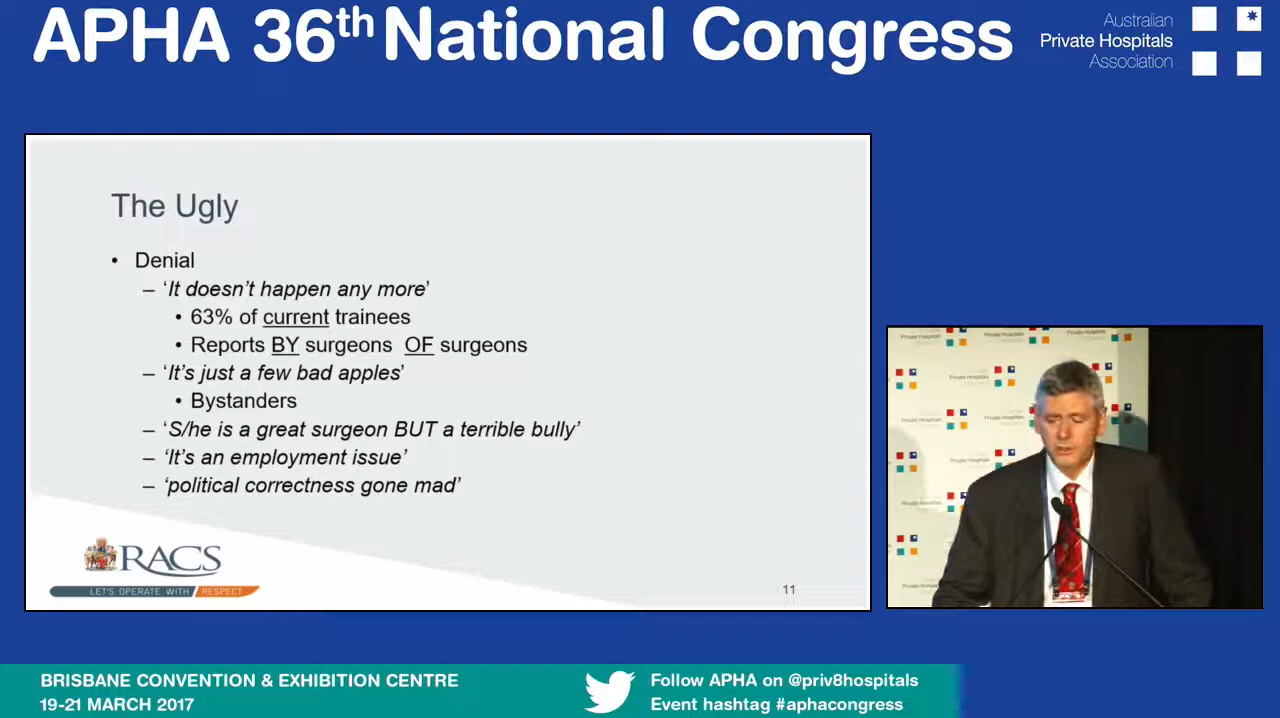 APHA 36th National Congress
Australian
Private Hospitals
Association
The Ugly
• Denial
– ‘It doesn’t happen any more’
• 63% of current trainees
• Reports BY surgeons OF surgeons
– ‘It’s just a few bad apples’
• Bystanders
– ‘S/he is a great surgeon BUT a terrible bully’
– ‘It’s an employment issue’
– ‘political correctness gone mad’
RACS
LET'S OPERATE WITH RESPECT
11
BRISBANE CONVENTION & EXHIBITION CENTRE
19-21 MARCH 2017
Follow APHA on @priv8hospitals
Event hashtag #aphacongress